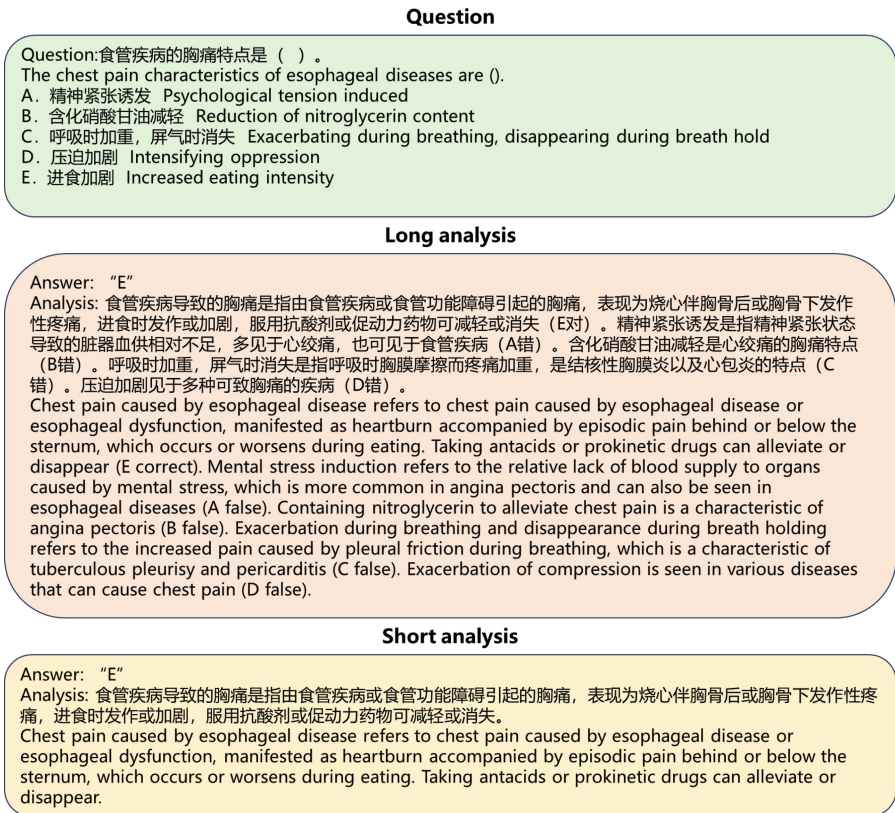 Question
Question:食管疾病的胸痛特点是（ ）。
The chest pain characteristics of esophageal diseases are ().
A. 精神紧张诱发 Psychological tension induced
B. 含化硝酸甘油减轻 Reduction of nitroglycerin content
C. 呼吸时加重，屏气时消失 Exacerbating during breathing, disappearing during breath hold
D. 压迫加剧 Intensifying oppression
E. 进食加剧 Increased eating intensity
Long analysis
Answer: “E”
Analysis: 食管疾病导致的胸痛是指由食管疾病或食管功能障碍引起的胸痛，表现为烧心伴胸骨后或胸骨下发作
性疼痛，进食时发作或加剧，服用抗酸剂或促动力药物可减轻或消失（E对）。精神紧张诱发是指精神紧张状态
导致的脏器血供相对不足，多见于心绞痛，也可见于食管疾病（A错）。含化硝酸甘油减轻是心绞痛的胸痛特点
（B错）。呼吸时加重，屏气时消失是指呼吸时胸膜摩擦而疼痛加重，是结核性胸膜炎以及心包炎的特点（C
错）。压迫加剧见于多种可致胸痛的疾病（D错）。
Chest pain caused by esophageal disease refers to chest pain caused by esophageal disease or
esophageal dysfunction, manifested as heartburn accompanied by episodic pain behind or below the
sternum, which occurs or worsens during eating. Taking antacids or prokinetic drugs can alleviate or
disappear (E correct). Mental stress induction refers to the relative lack of blood supply to organs
caused by mental stress, which is more common in angina pectoris and can also be seen in
esophageal diseases (A false). Containing nitroglycerin to alleviate chest pain is a characteristic of
angina pectoris (B false). Exacerbation during breathing and disappearance during breath holding
refers to the increased pain caused by pleural friction during breathing, which is a characteristic of
tuberculous pleurisy and pericarditis (C false). Exacerbation of compression is seen in various diseases
that can cause chest pain (D false).
Short analysis
Answer: “E”
Analysis: 食管疾病导致的胸痛是指由食管疾病或食管功能障碍引起的胸痛，表现为烧心伴胸骨后或胸骨下发作性疼
痛，进食时发作或加剧，服用抗酸剂或促动力药物可减轻或消失。
Chest pain caused by esophageal disease refers to chest pain caused by esophageal disease or
esophageal dysfunction, manifested as heartburn accompanied by episodic pain behind or below the
sternum, which occurs or worsens during eating. Taking antacids or prokinetic drugs can alleviate or
disappear.